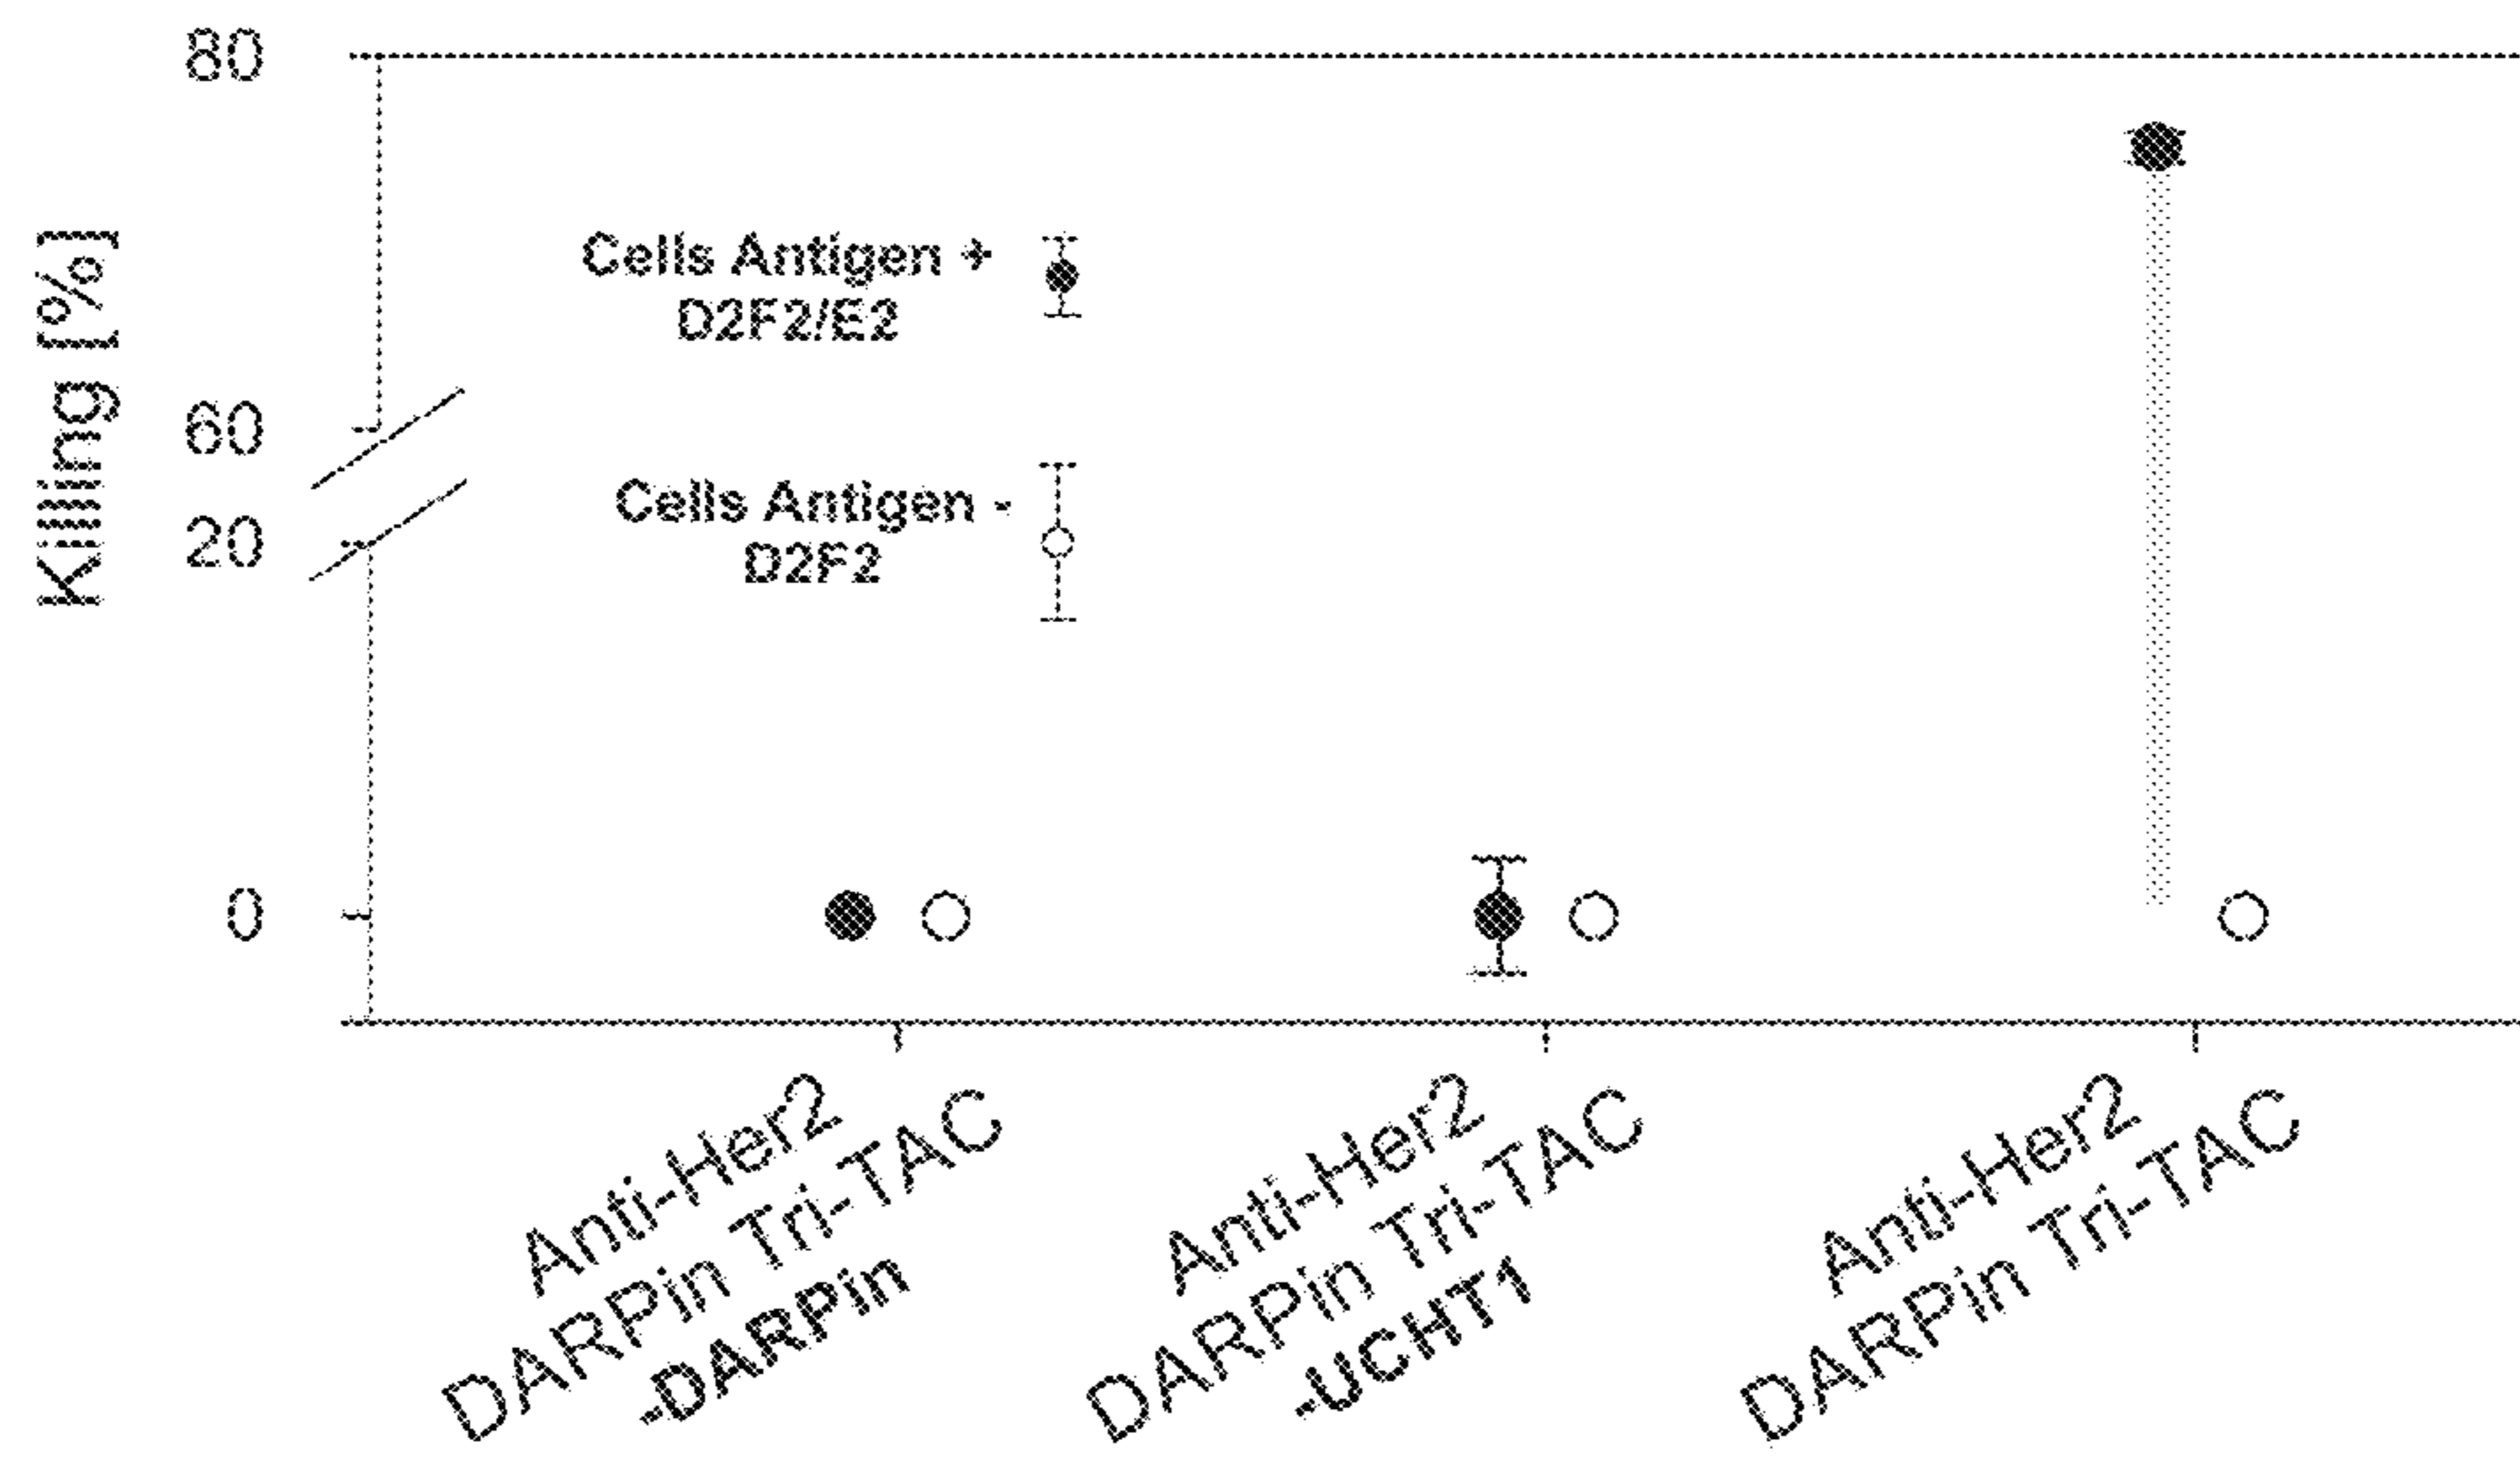 80
60
20
0
Killing [%]
Cells Antigen +
D2F2/E2
Cells Antigen -
D2F2
Anti-Her2
DARPin Tri-TAC
-DARPin
Anti-Her2
DARPin Tri-TAC
-UCHT1
Anti-Her2
DARPin Tri-TAC